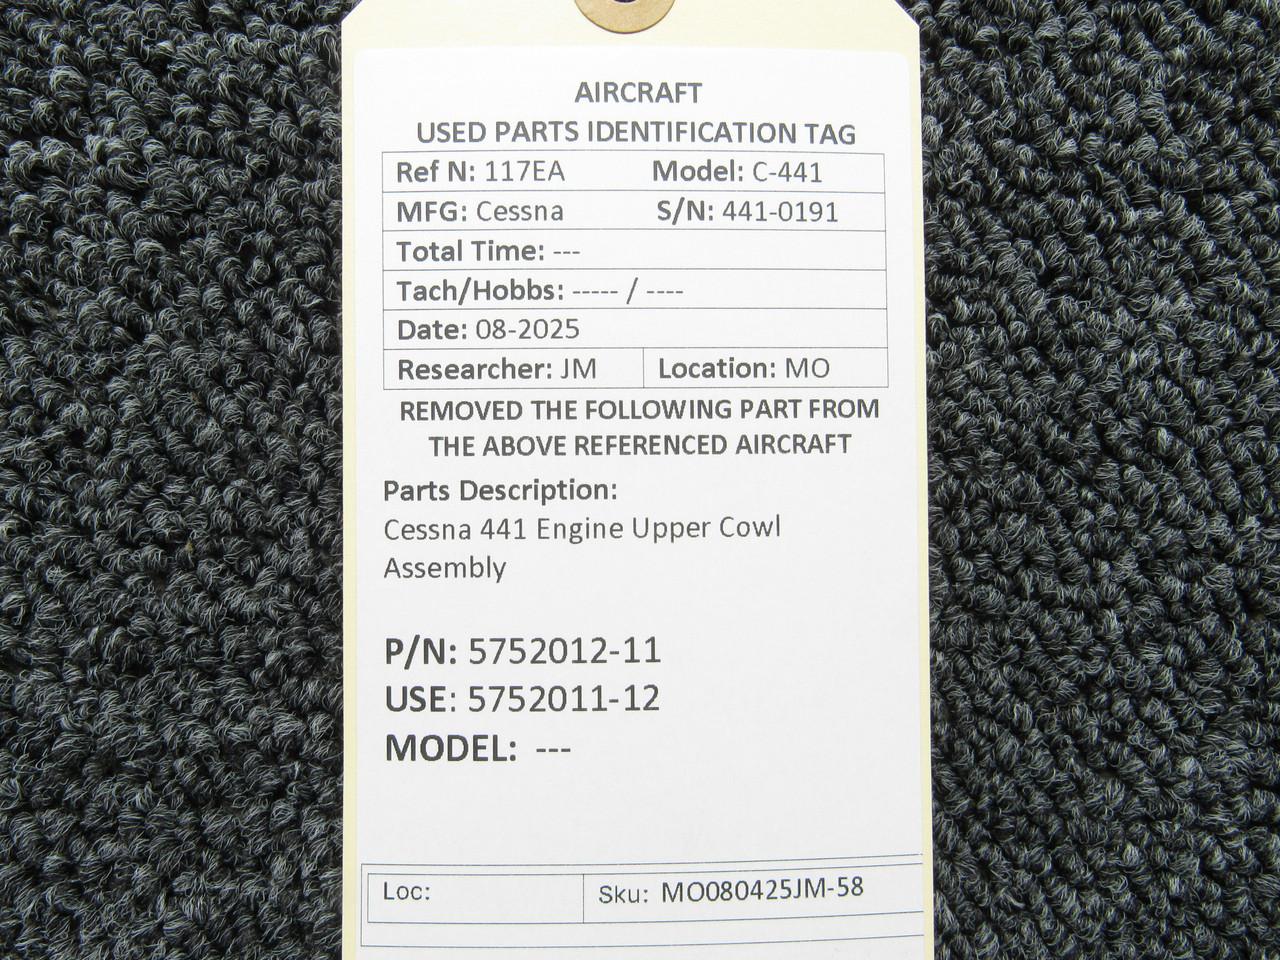 AIRCRAFT
USED PARTS IDENTIFICATION TAG
Ref N: 117EA Model: C-441
MFG: Cessna S/N: 441-0191
Total Time: ---
Tach/Hobbs: ----- / ----
Date: 08-2025
Researcher: JM Location: MO
REMOVED THE FOLLOWING PART FROM
THE ABOVE REFERENCED AIRCRAFT
Parts Description:
Cessna 441 Engine Upper Cowl
Assembly
P/N: 5752012-11
USE: 5752011-12
MODEL: ---
Loc: Sku: MO080425JM-58